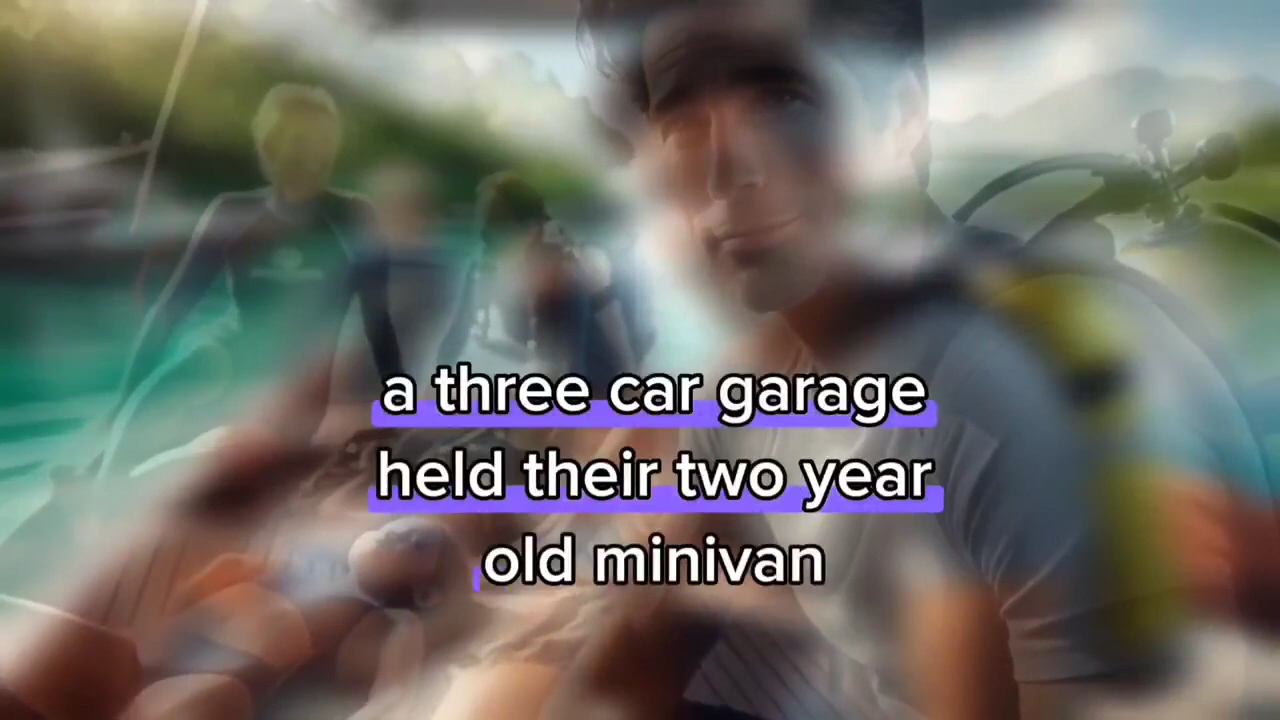 a three car garage
held their two year
old minivan